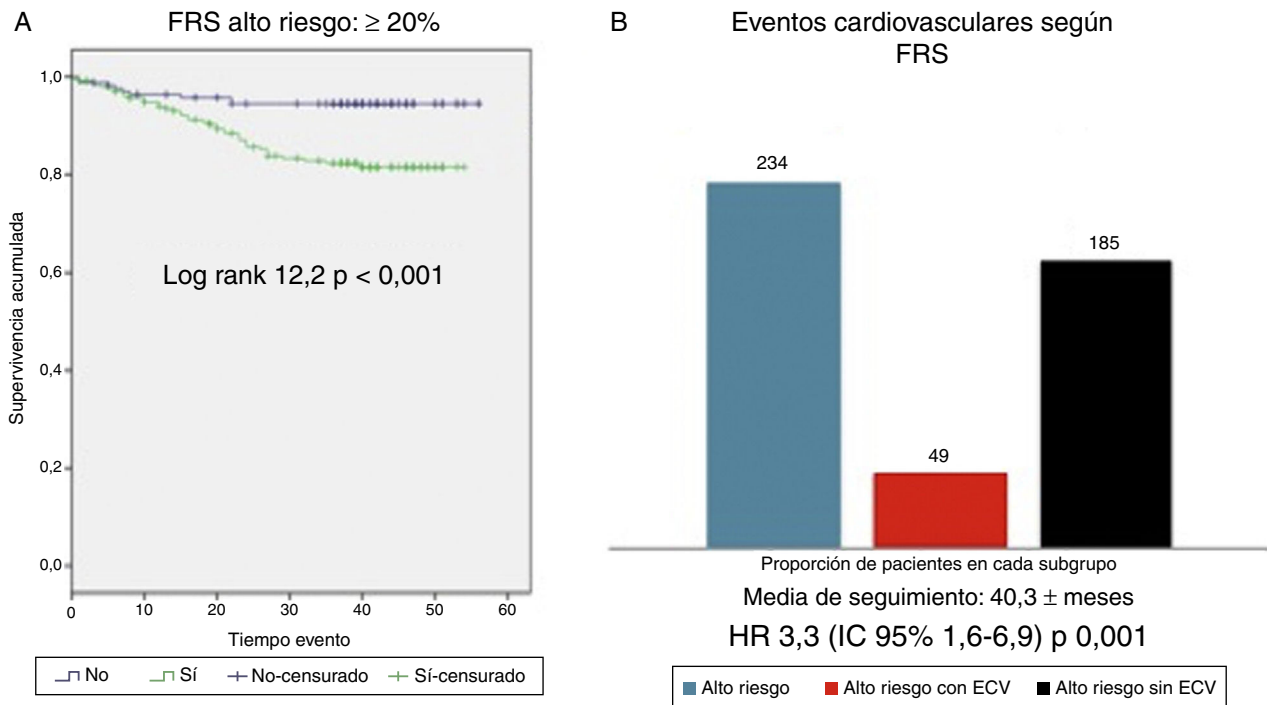 A
FRS alto riesgo: ≥ 20%
1,0
0,8
0,6
0,4
0,2
0,0
Supervivencia acumulada
Log rank 12,2 p < 0,001
0 10 20 30 40 50 60
Tiempo evento
No Sí No-censurado Sí-censurado
B
Eventos cardiovasculares según
FRS
234
49
185
Proporción de pacientes en cada subgrupo
Media de seguimiento: 40,3 ± meses
HR 3,3 (IC 95% 1,6-6,9) p 0,001
Alto riesgo Alto riesgo con ECV Alto riesgo sin ECV